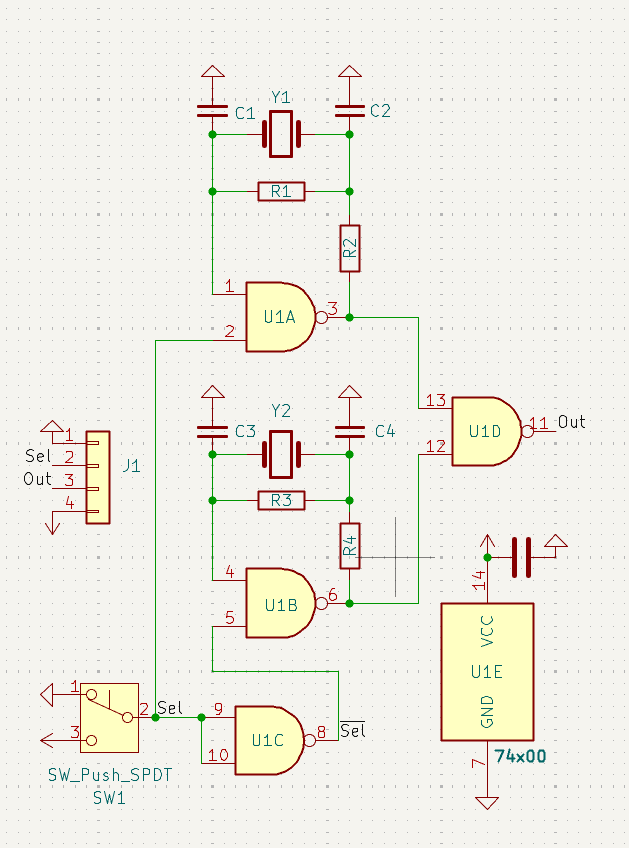 C1
Y1
C2
R1
R2
1
U1A
3
2
C3
Y2
C4
13
U1D
11
Out
12
1
Sel
2
J1
Out
3
4
R3
R4
4
U1B
6
5
14
VCC
U1E
GND
7
74x00
1
2
Sel
9
3
U1C
8
Sel
10
SW_Push_SPDT
SW1